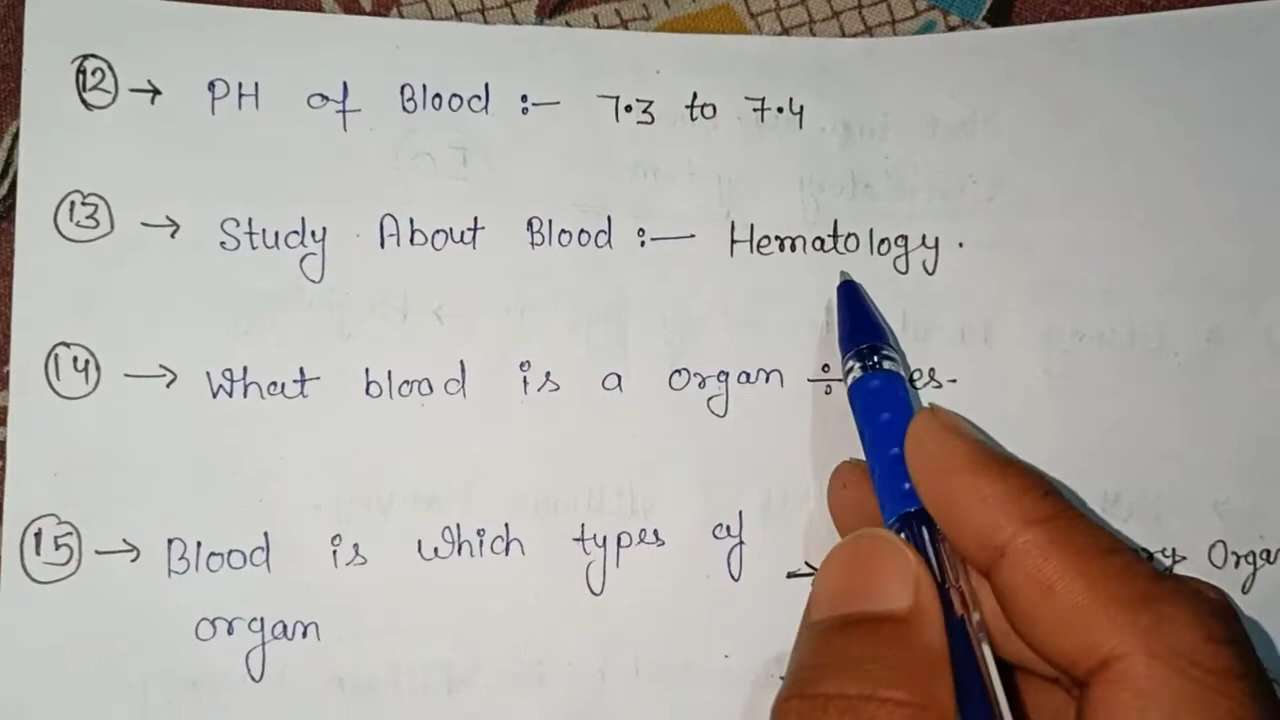 12 → PH of Blood :- 7.3 to 7.4
13 → Study About Blood :- Hematology.
14 → What blood is a organ ÷
15 → Blood is which types of → Organ
organ